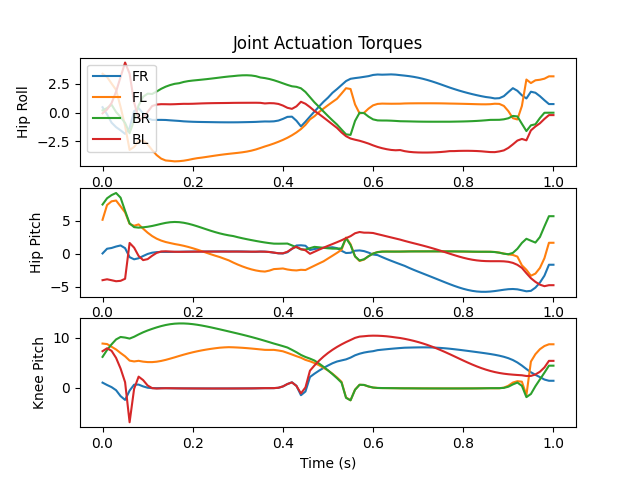 Joint Actuation Torques
Hip Roll
2.5
0.0
−2.5
FR
FL
BR
BL
0.0 0.2 0.4 0.6 0.8 1.0
Hip Pitch
5
0
−5
0.0 0.2 0.4 0.6 0.8 1.0
Knee Pitch
10
0
0.0 0.2 0.4 0.6 0.8 1.0
Time (s)